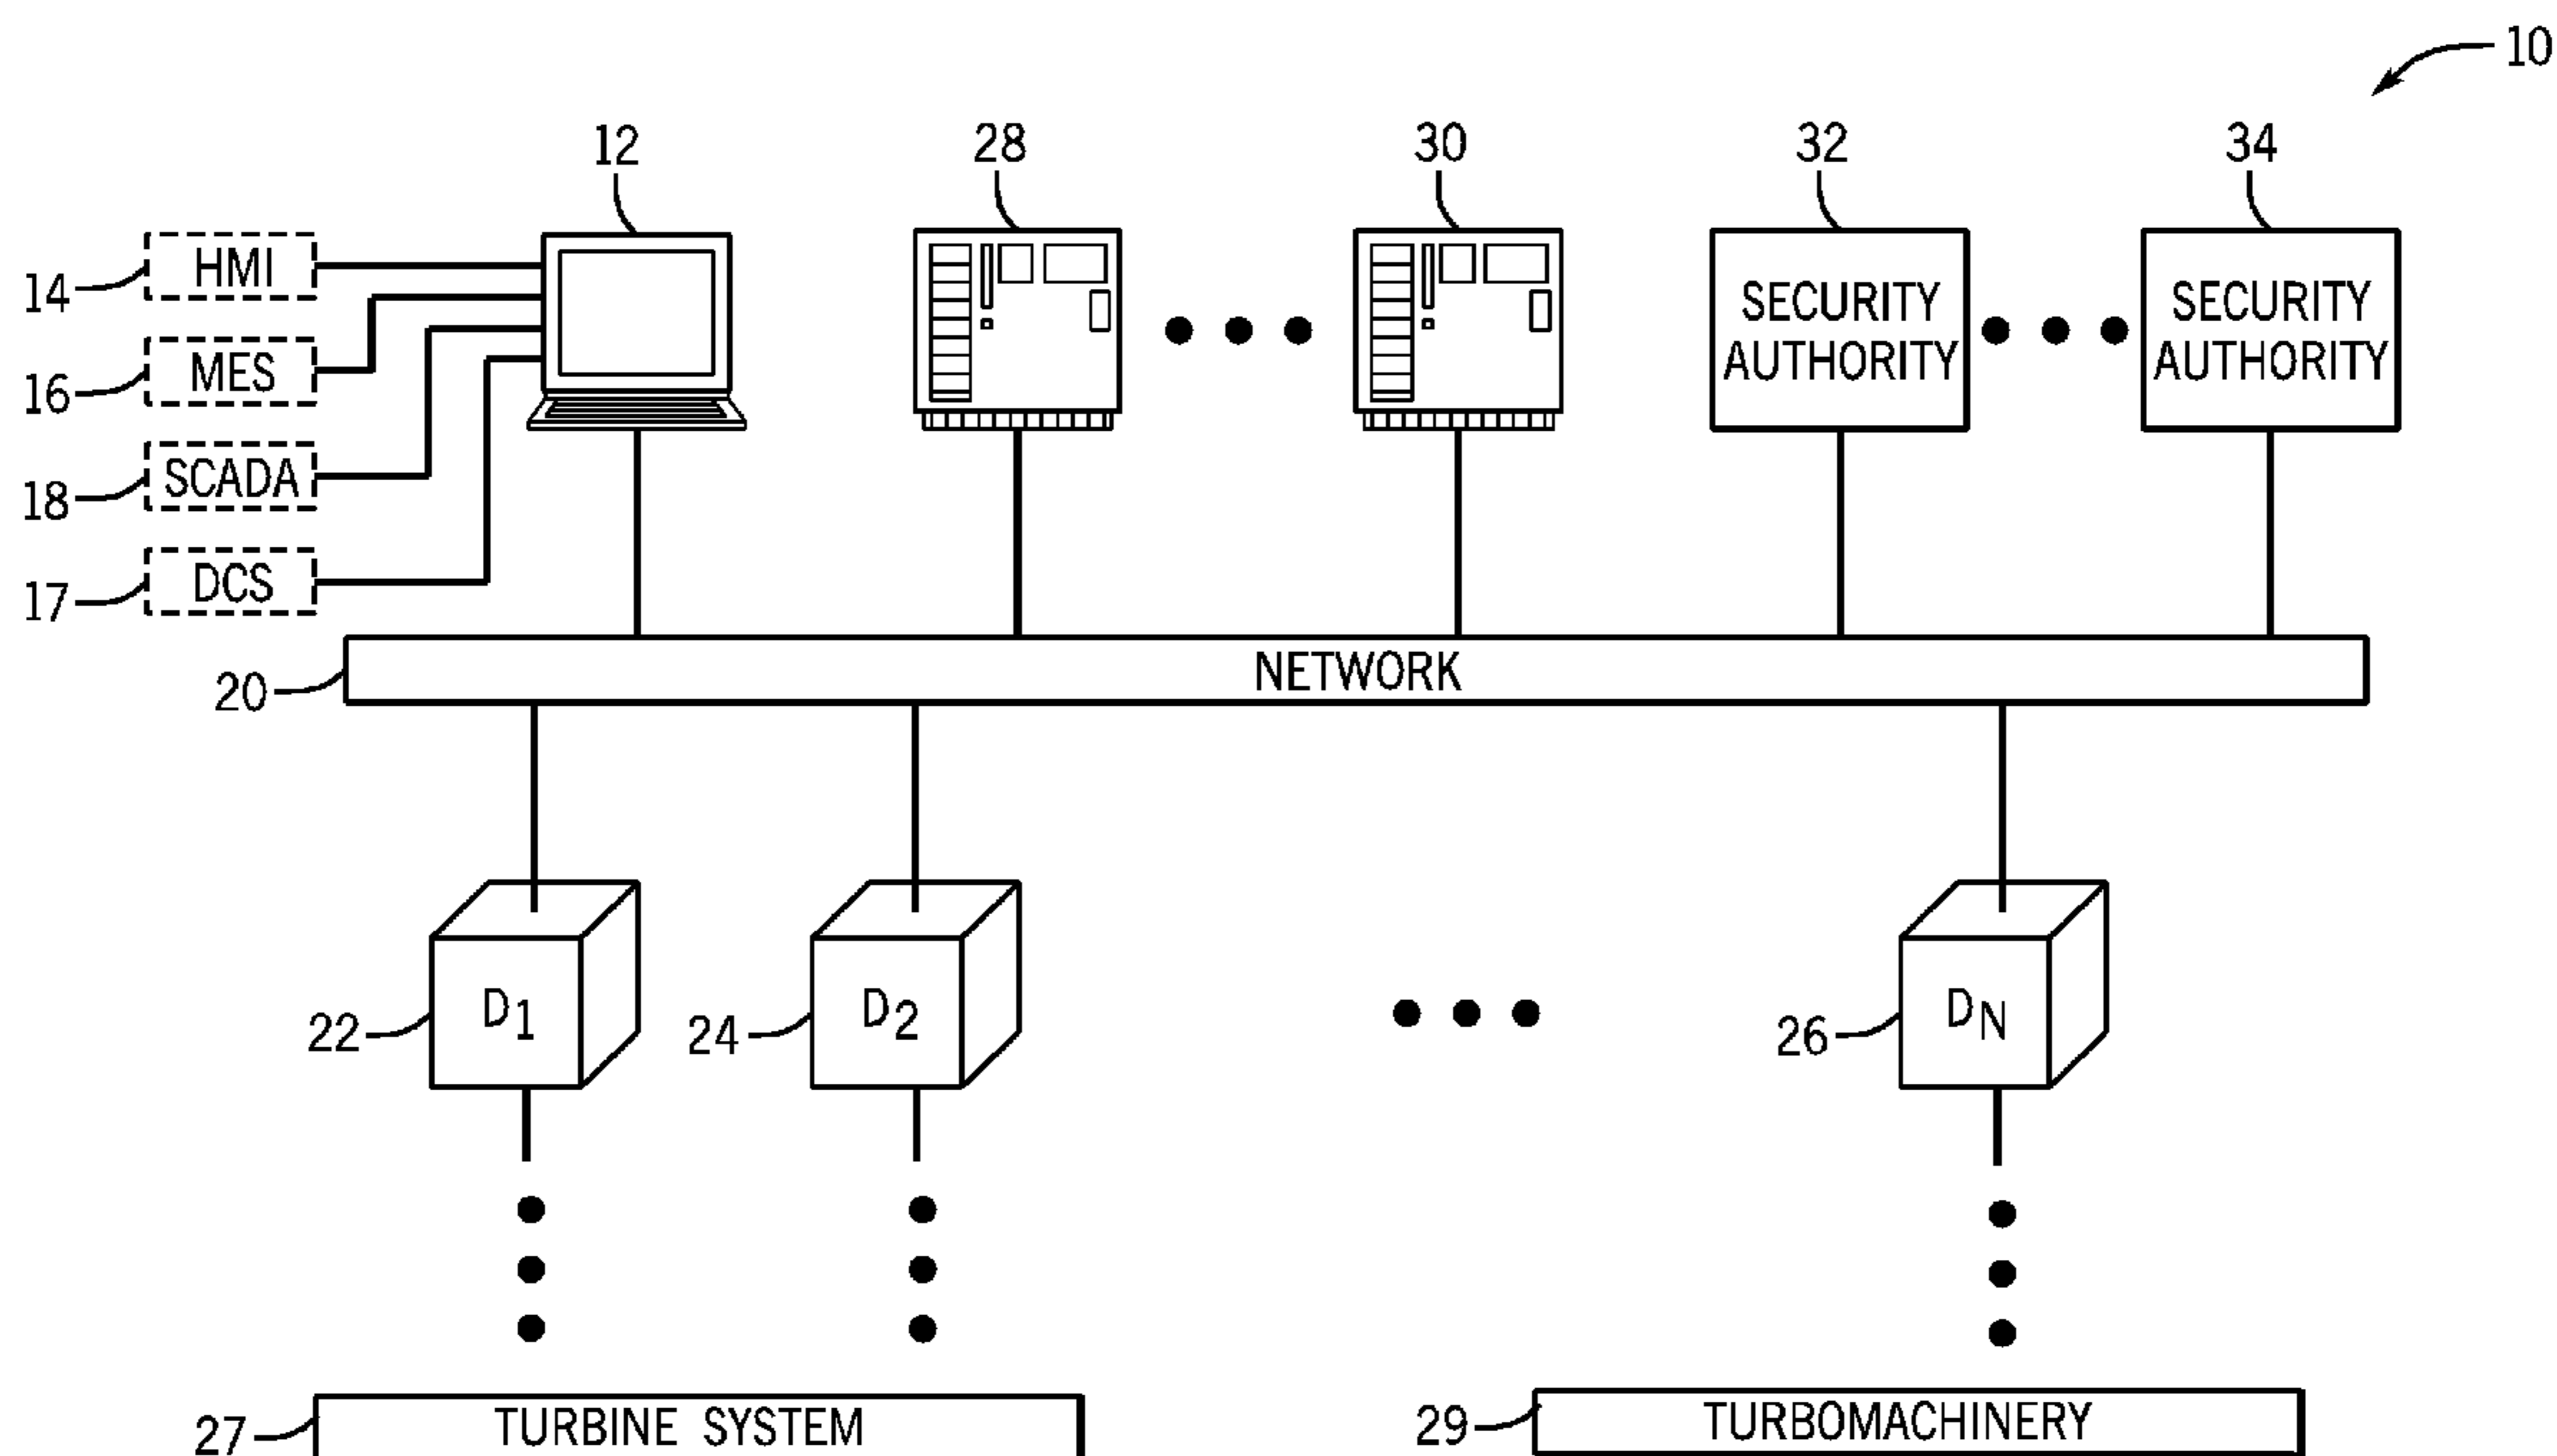 10
12
28
30
32
34
HMI
14
SECURITY
AUTHORITY
SECURITY
AUTHORITY
MES
16
SCADA
18
DCS
17
NETWORK
20
D1
22
D2
24
DN
26
TURBINE SYSTEM
27
TURBOMACHINERY
29